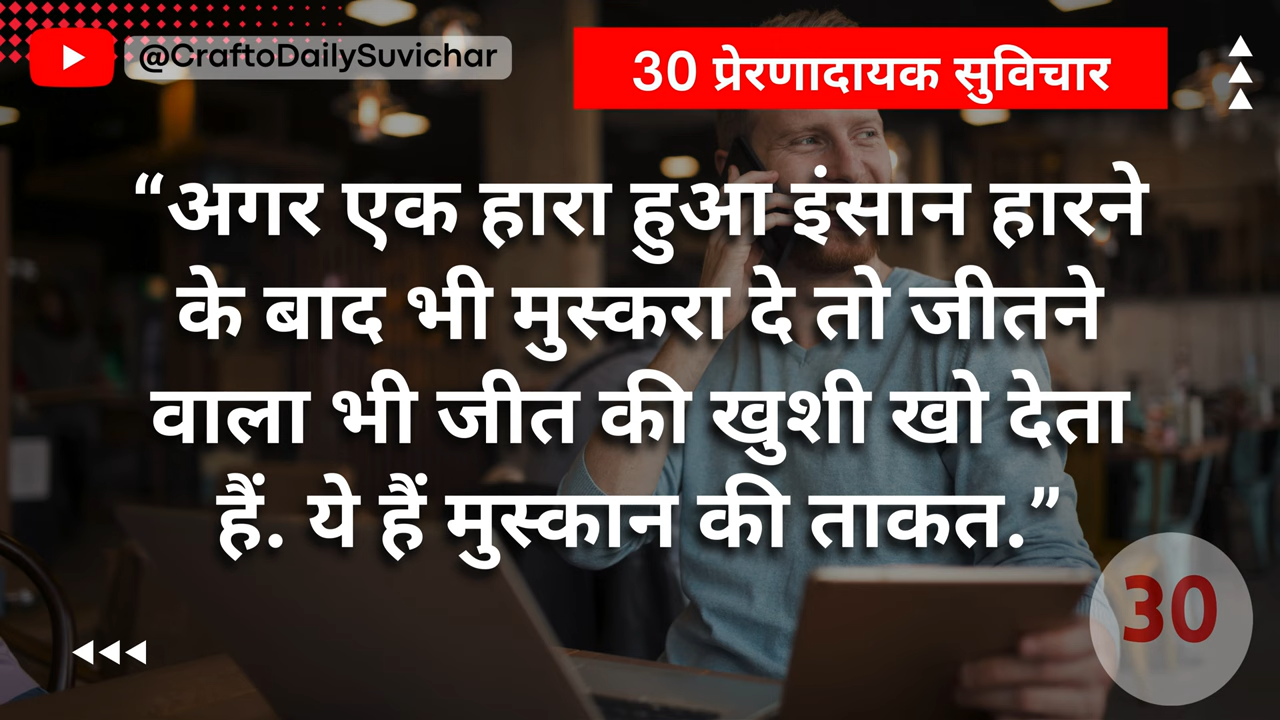 @CraftoDailySuvichar
30 प्रेरणादायक सुविचार
“अगर एक हारा हुआ इंसान हारने
के बाद भी मुस्करा दे तो जीतने
वाला भी जीत की खुशी खो देता
हैं. ये हैं मुस्कान की ताकत.”
30